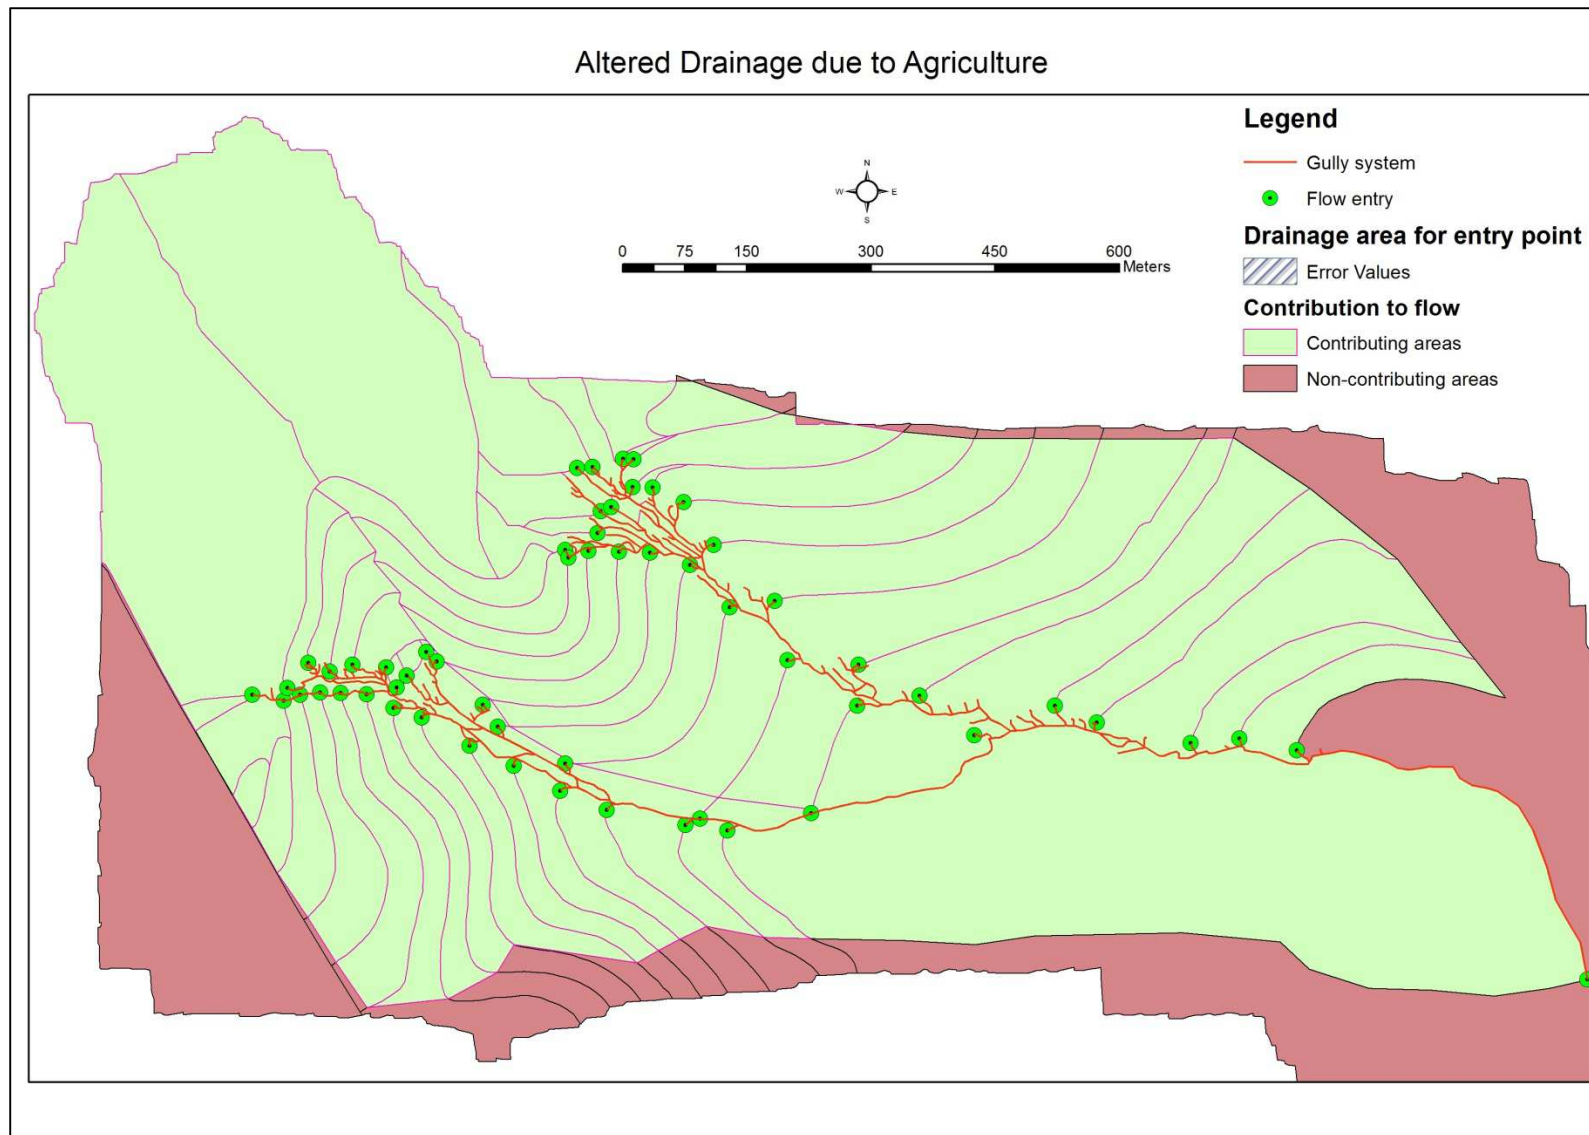 Altered Drainage due to Agriculture
Legend
Gully system
Flow entry
Drainage area for entry point
Error Values
Contribution to flow
Contributing areas
Non-contributing areas
N
W E
S
0 75 150 300 450 600
Meters